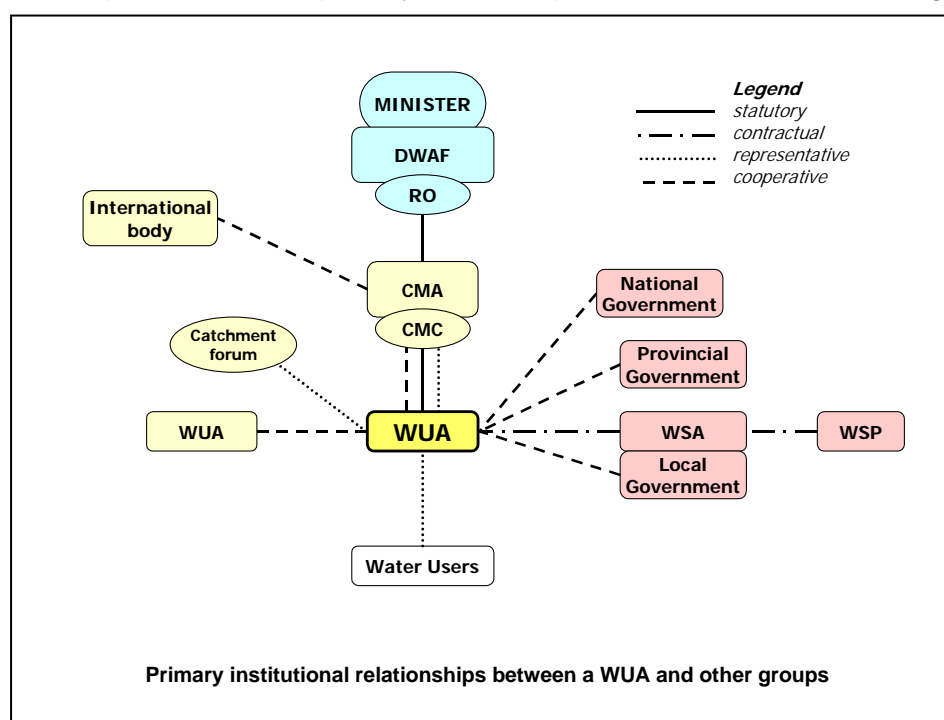 MINISTER
DWAF
RO
Legend
statutory
contractual
representative
cooperative
International
body
CMA
CMC
National
Government
Catchment
forum
Provincial
Government
WUA
WUA
WSA
WSP
Local
Government
Water Users
Primary institutional relationships between a WUA and other groups